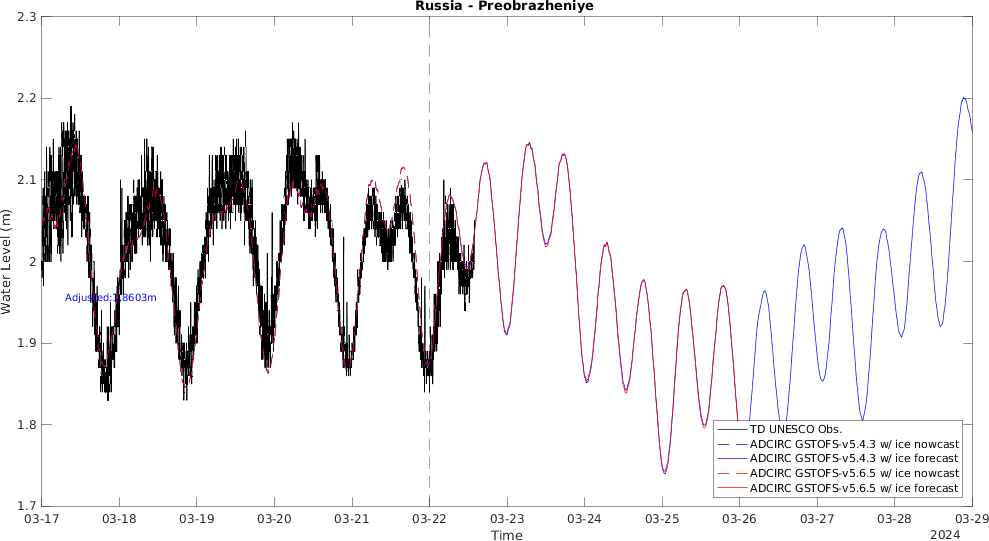 Russia - Preobrazheniye
2.3
2.2
2.1
2
1.9
1.8
1.7
Water Level (m)
Adjusted:1.8603m
TD UNESCO Obs.
ADCIRC GSTOFS-v5.4.3 w/ ice nowcast
ADCIRC GSTOFS-v5.4.3 w/ ice forecast
ADCIRC GSTOFS-v5.6.5 w/ ice nowcast
ADCIRC GSTOFS-v5.6.5 w/ ice forecast
03-17 03-18 03-19 03-20 03-21 03-22 03-23 03-24 03-25 03-26 03-27 03-28 03-29
Time
2024